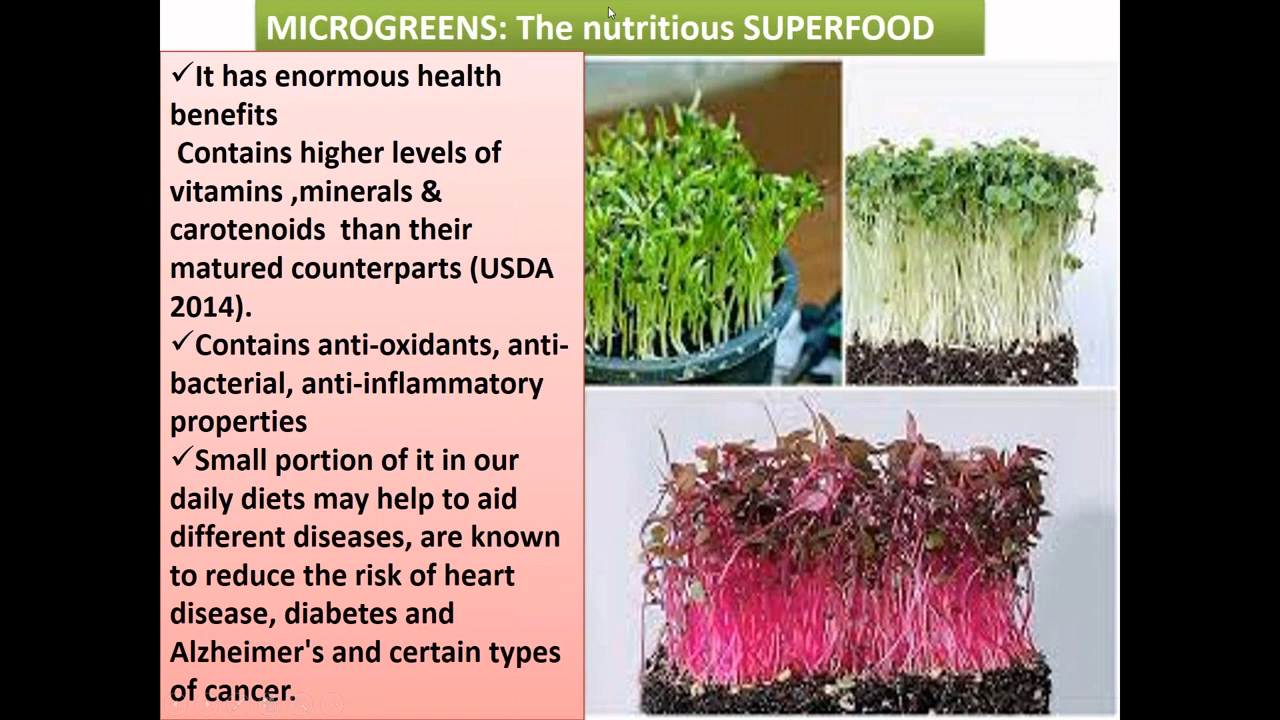 MICROGREENS: The nutritious SUPERFOOD
✓It has enormous health
benefits
Contains higher levels of
vitamins ,minerals &
carotenoids  than their
matured counterparts (USDA
2014).
✓Contains anti-oxidants, anti-
bacterial, anti-inflammatory
properties
✓Small portion of it in our
daily diets may help to aid
different diseases, are known
to reduce the risk of heart
disease, diabetes and
Alzheimer's and certain types
of cancer.